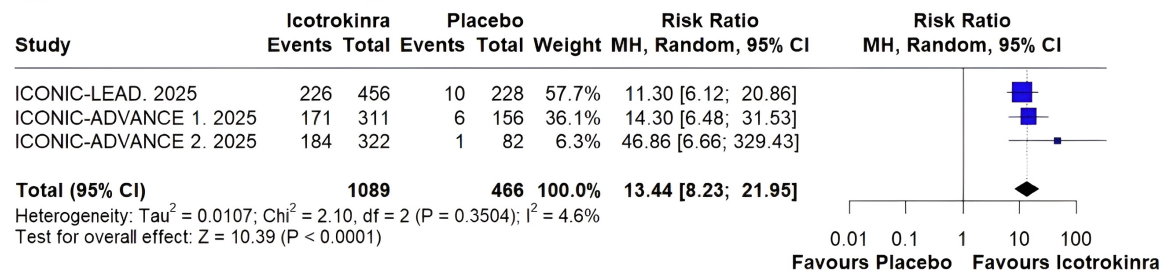 Icotrokinra Placebo Risk Ratio Risk Ratio
Study Events Total Events Total Weight MH, Random, 95% CI MH, Random, 95% CI
ICONIC-LEAD. 2025 226 456 10 228 57.7% 11.30 [6.12; 20.86]
ICONIC-ADVANCE 1. 2025 171 311 6 156 36.1% 14.30 [6.48; 31.53]
ICONIC-ADVANCE 2. 2025 184 322 1 82 6.3% 46.86 [6.66; 329.43]
Total (95% CI) 1089 466 100.0% 13.44 [8.23; 21.95]
Heterogeneity: Tau² = 0.0107; Chi² = 2.10, df = 2 (P = 0.3504); I² = 4.6%
Test for overall effect: Z = 10.39 (P < 0.0001)
0.01 0.1 1 10 100
Favours Placebo Favours Icotrokinra